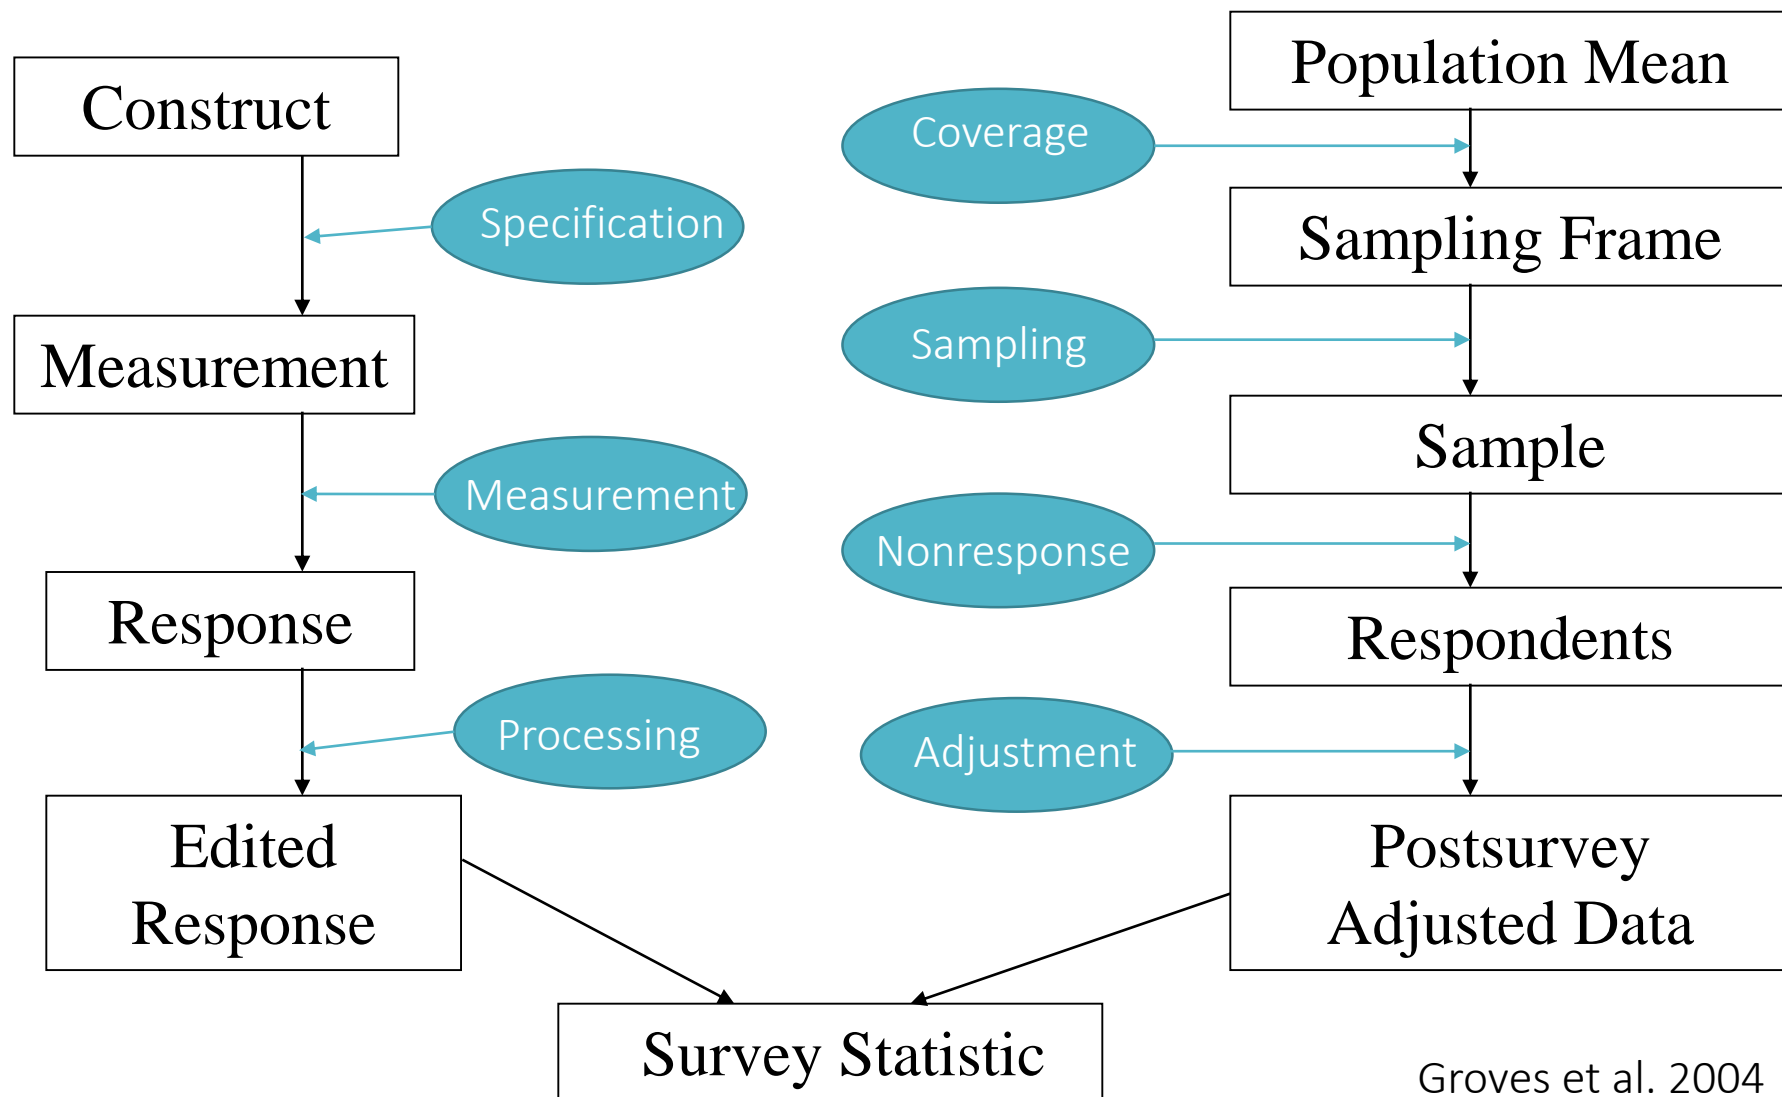 Construct
Specification
Measurement
Measurement
Response
Processing
Edited
Response
Population Mean
Coverage
Sampling Frame
Sampling
Sample
Nonresponse
Respondents
Adjustment
Postsurvey
Adjusted Data
Survey Statistic
Groves et al. 2004